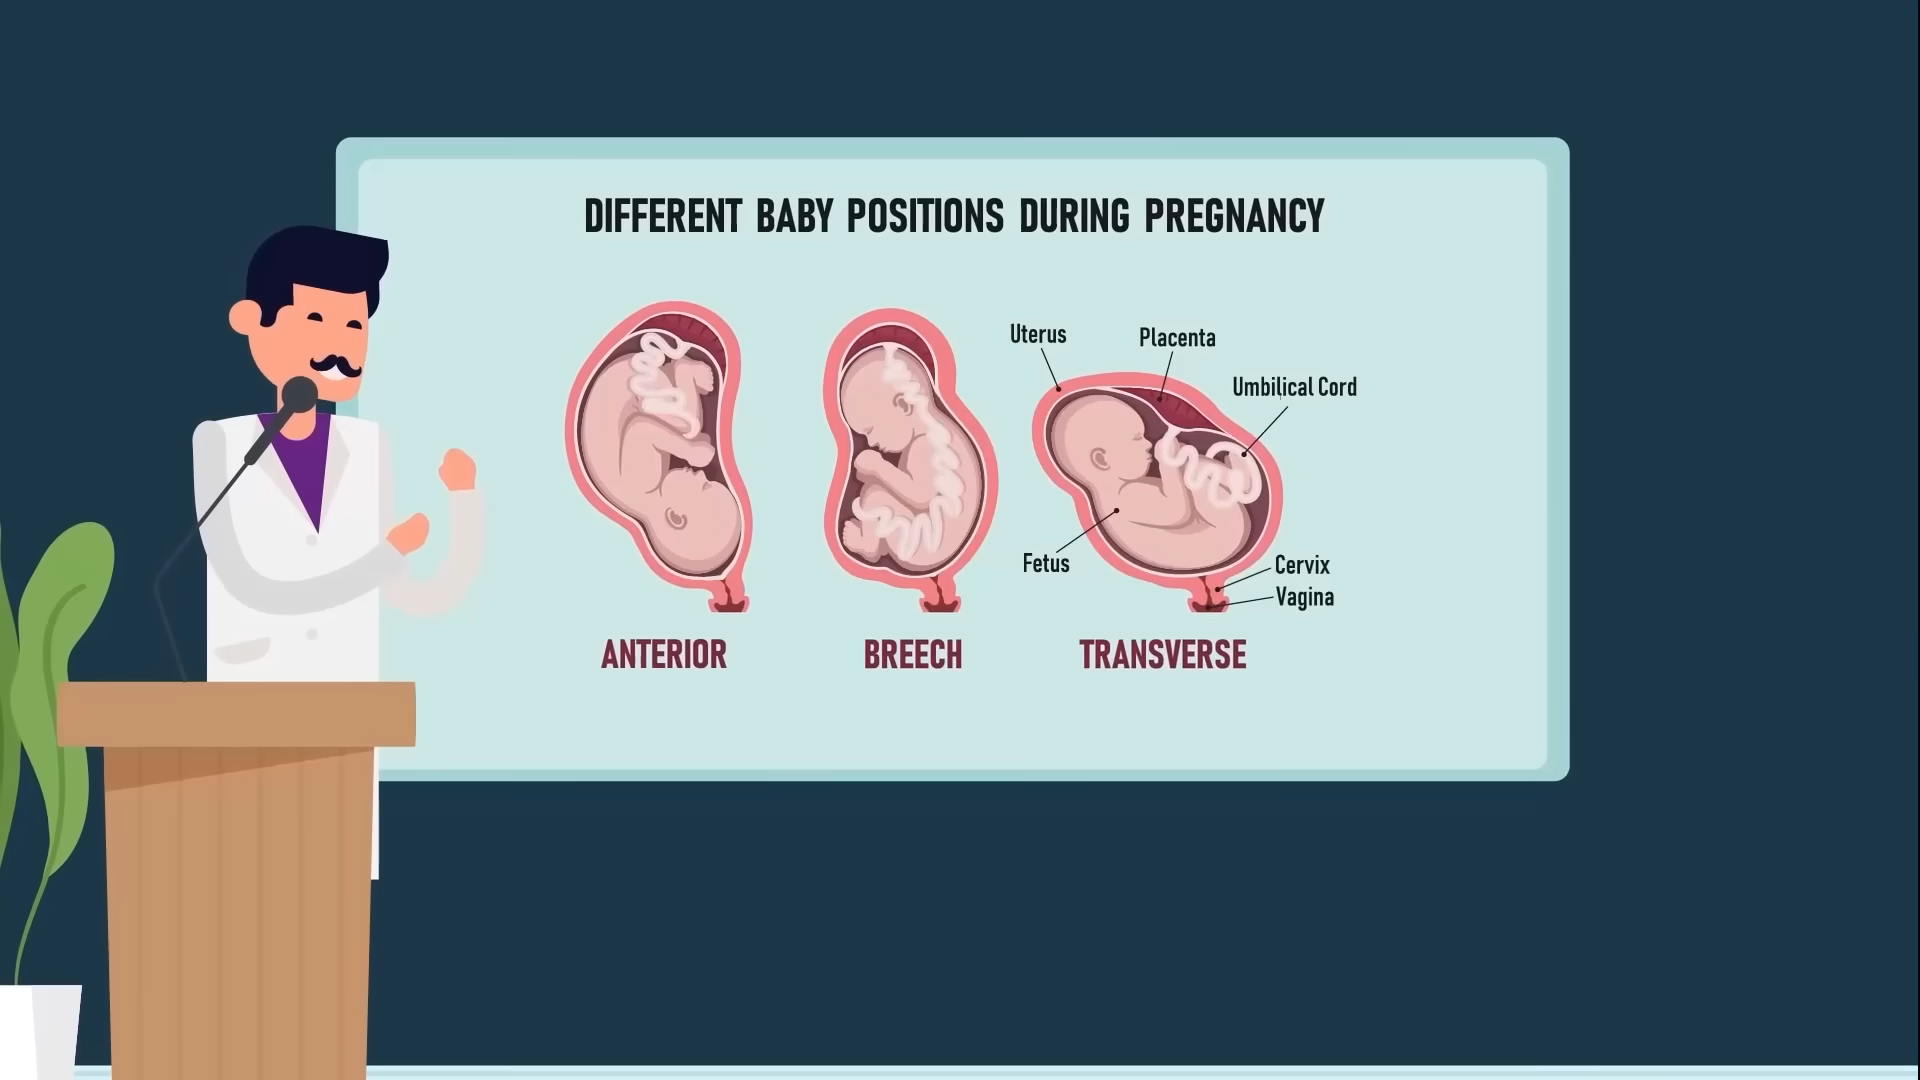 DIFFERENT BABY POSITIONS DURING PREGNANCY
Uterus
Placenta
Umbilical Cord
Fetus
Cervix
Vagina
ANTERIOR
BREECH
TRANSVERSE